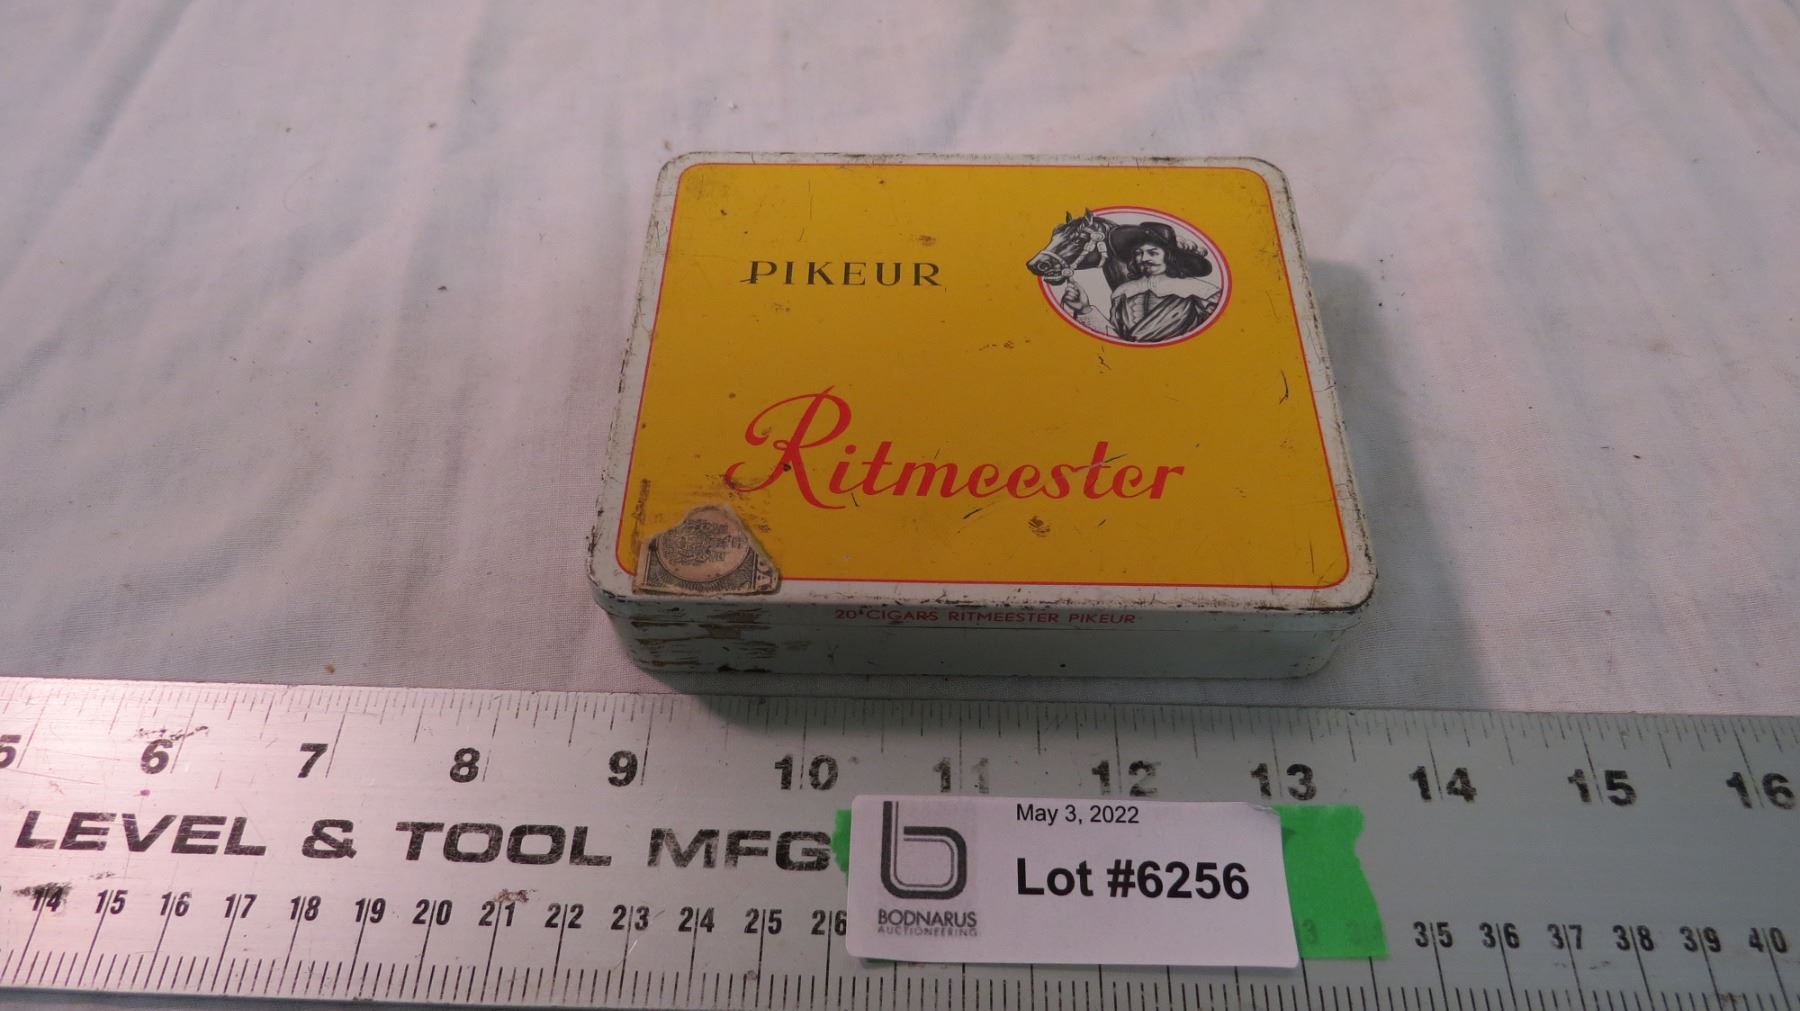 PIKEUR
Ritmeester
20 CIGARS RITMEESTER PIKEUR
5 6 7 8 9 10 11 12 13 14 15 16
LEVEL & TOOL MFG
May 3, 2022
Lot #6256
BODNARUS
AUCTIONEERING
14 15 16 17 18 19 20 21 22 23 24 25 26 35 36 37 38 39 40